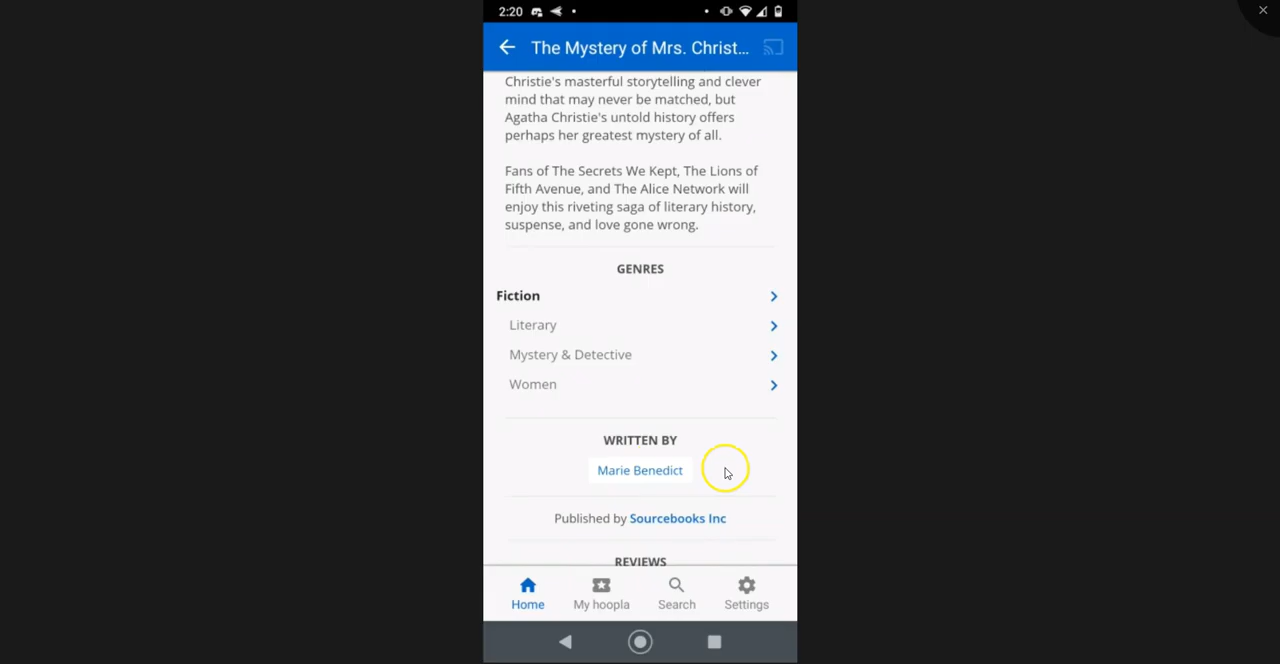 2:20
The Mystery of Mrs. Christ...
Christie's masterful storytelling and clever
mind that may never be matched, but
Agatha Christie's untold history offers
perhaps her greatest mystery of all.
Fans of The Secrets We Kept, The Lions of
Fifth Avenue, and The Alice Network will
enjoy this riveting saga of literary history,
suspense, and love gone wrong.
GENRES
Fiction
Literary
Mystery & Detective
Women
WRITTEN BY
Marie Benedict
Published by Sourcebooks Inc
REVIEWS
Home My hoopla Search Settings